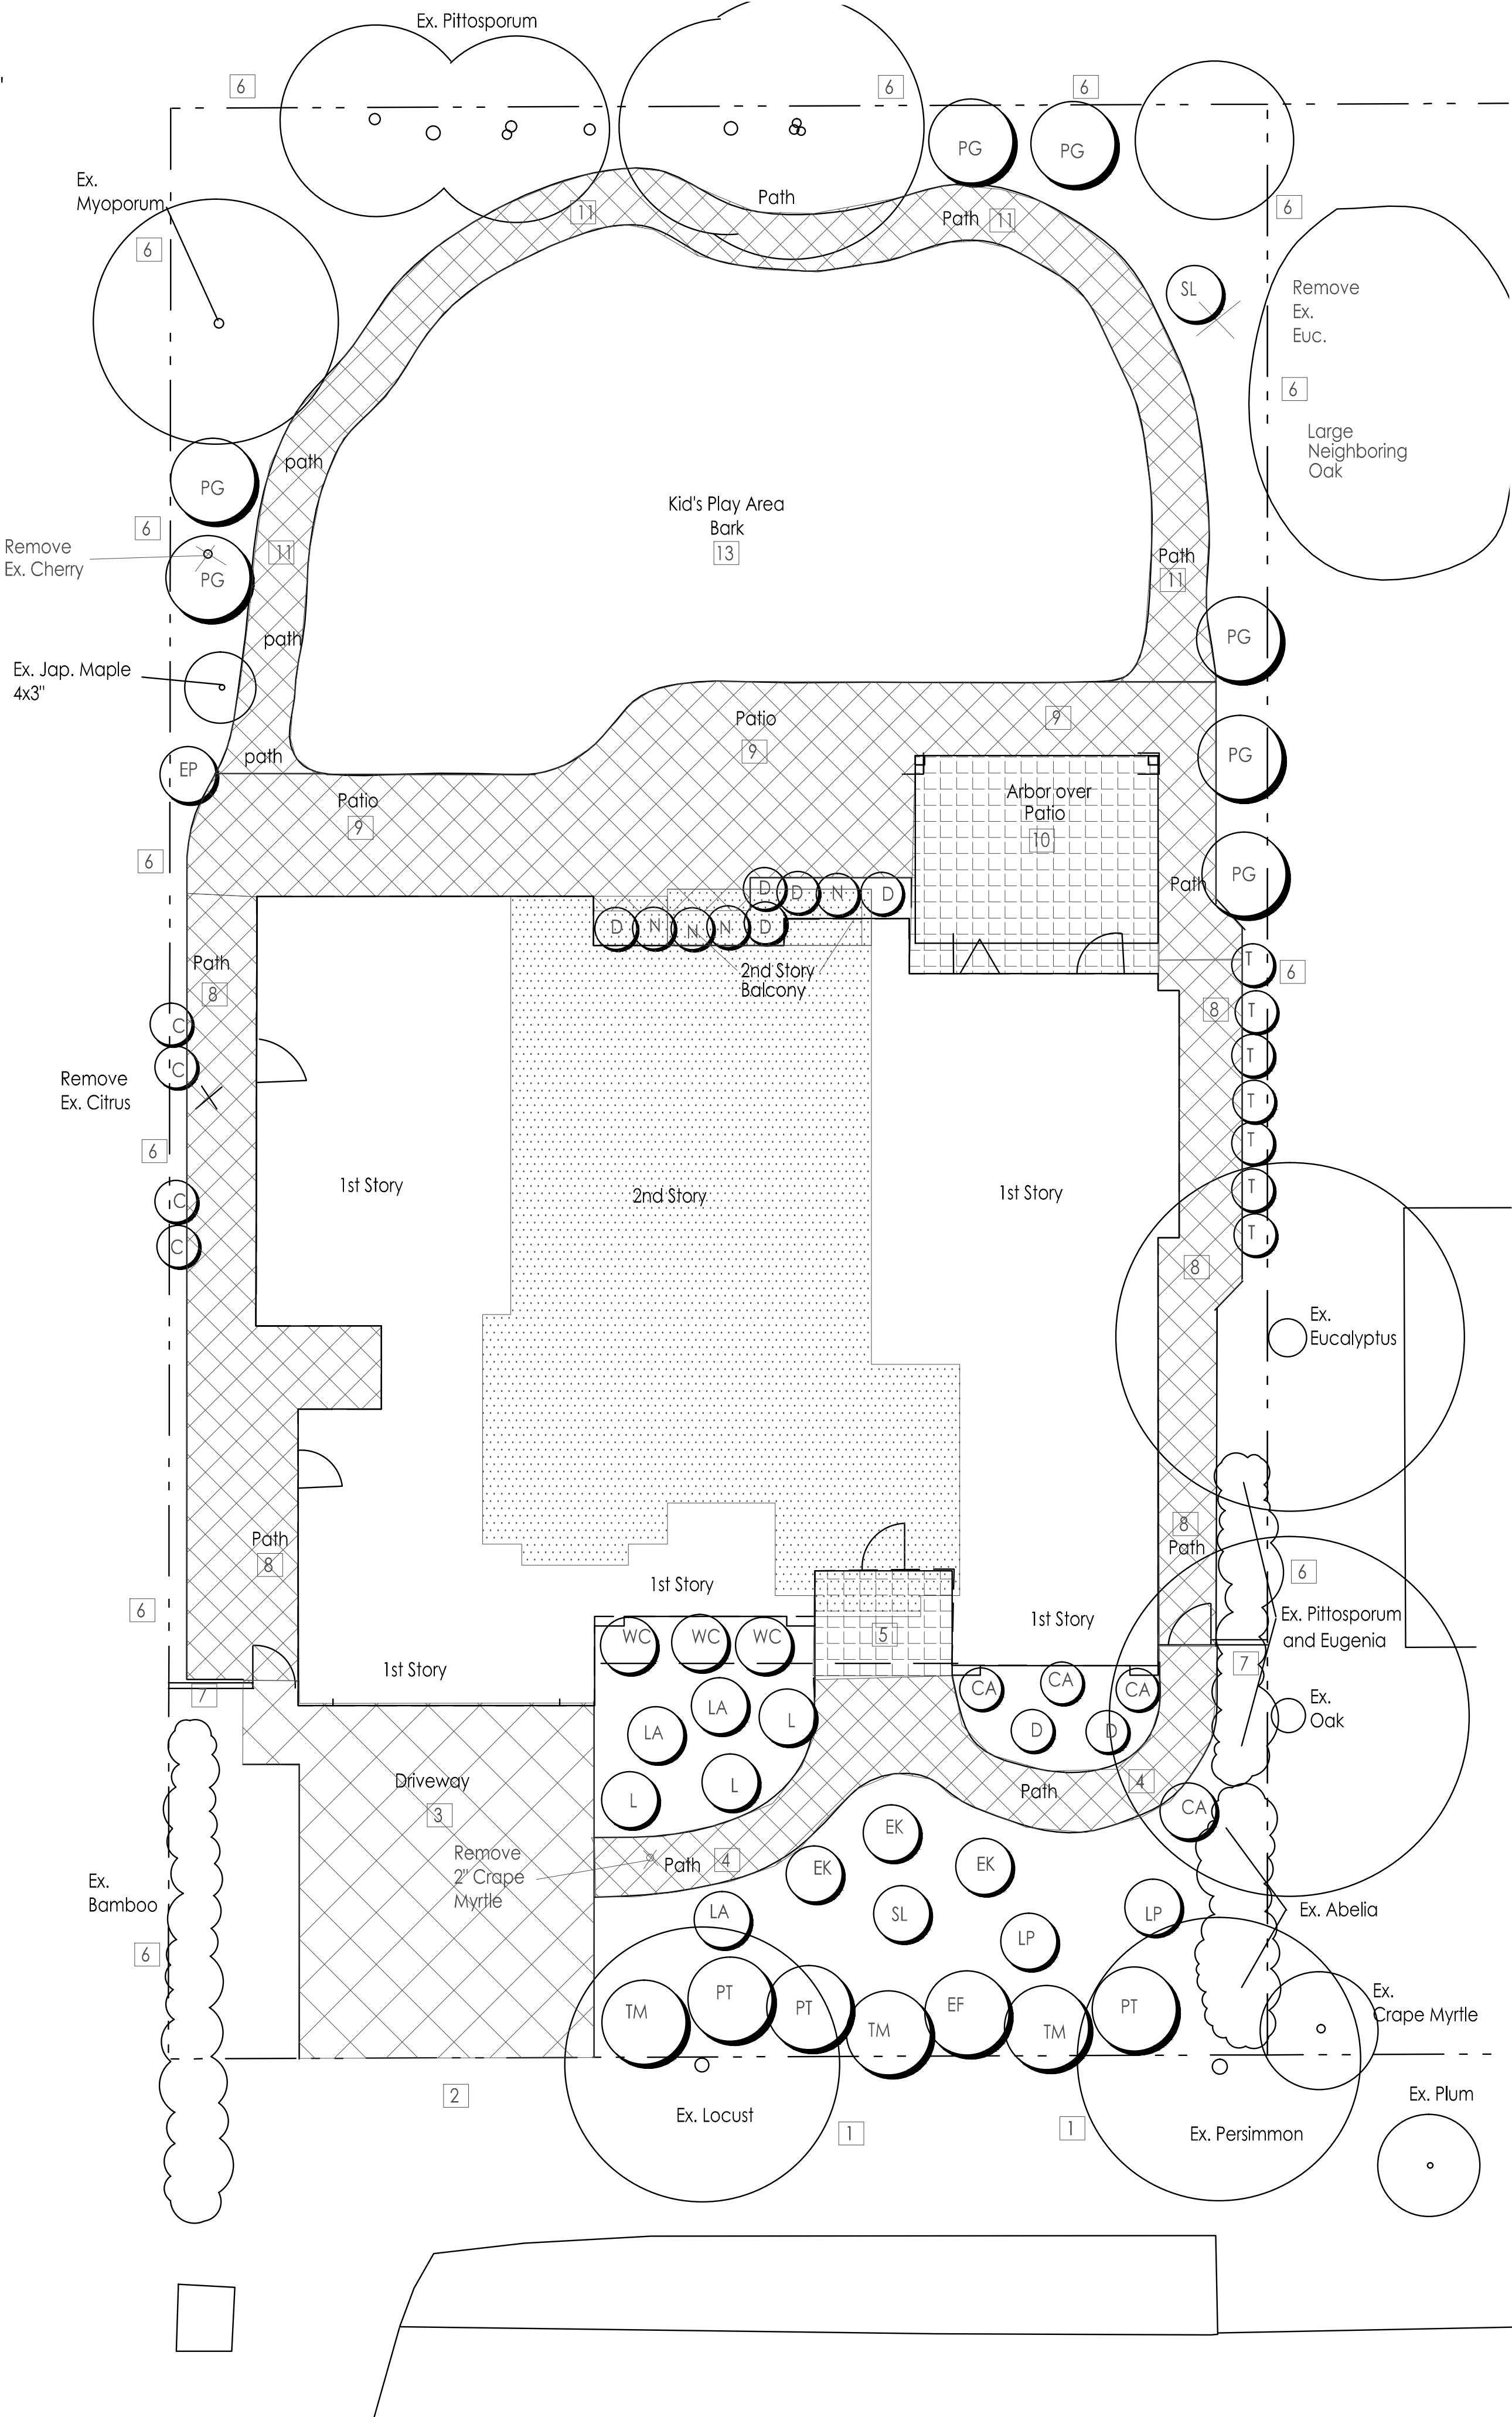 Ex. Pittosporum
6
6
6
PG
PG
Ex.
Myoporum
Path
6
11
Path
11
6
SL
Remove
Ex.
Euc.
6
Large
Neighboring
Oak
path
PG
Kid's Play Area
Bark
13
6
Remove
Ex. Cherry
11
PG
Path
11
path
PG
Ex. Jap. Maple
4x3"
Patio
9
9
path
EP
PG
Patio
9
Arbor over
Patio
10
6
Path
PG
D
D
N
D
D
N
N
N
D
2nd Story
Balcony
Path
8
T
6
T
8
C
C
T
Remove
Ex. Citrus
T
6
T
1st Story
2nd Story
1st Story
T
C
T
C
8
Ex.
Eucalyptus
Path
8
8
Path
6
1st Story
6
1st Story
Ex. Pittosporum
and Eugenia
WC
WC
WC
5
7
1st Story
7
CA
CA
CA
LA
LA
L
D
D
Ex.
Oak
Driveway
3
L
L
Path
4
CA
EK
Remove
2" Crape
Myrtle
Path
4
EK
EK
Ex.
Bamboo
LA
SL
LP
LP
Ex. Abelia
6
TM
PT
PT
TM
EF
TM
PT
Ex.
Crape Myrtle
2
Ex. Locust
1
1
Ex. Persimmon
Ex. Plum